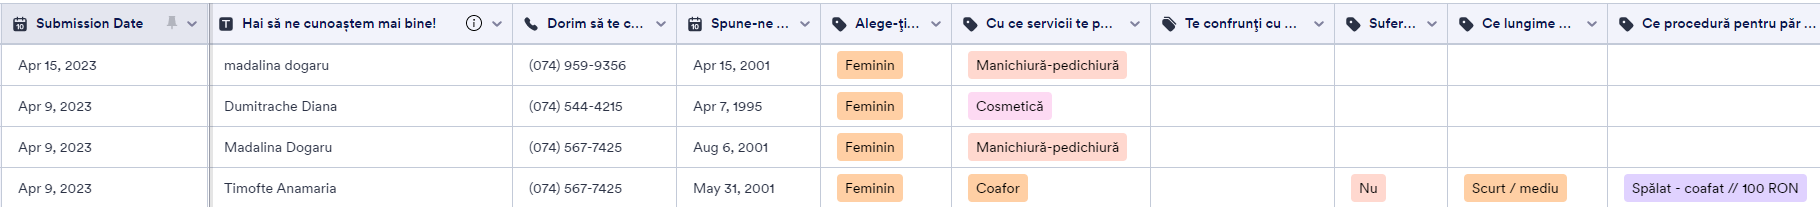 Submission Date Hai să ne cunoaștem mai bine! Dorim să te c... Spune-ne ... Alege-ți... Cu ce servicii te p... Te confrunți cu ... Sufer... Ce lungime ... Ce procedură pentru păr ...
Apr 15, 2023 madalina dogaru (074) 959-9356 Apr 15, 2001 Feminin Manichiură-pedichiură
Apr 9, 2023 Dumitrache Diana (074) 544-4215 Apr 7, 1995 Feminin Cosmetică
Apr 9, 2023 Madalina Dogaru (074) 567-7425 Aug 6, 2001 Feminin Manichiură-pedichiură
Apr 9, 2023 Timofte Anamaria (074) 567-7425 May 31, 2001 Feminin Coafor Nu Scurt / mediu Spălat - coafat // 100 RON